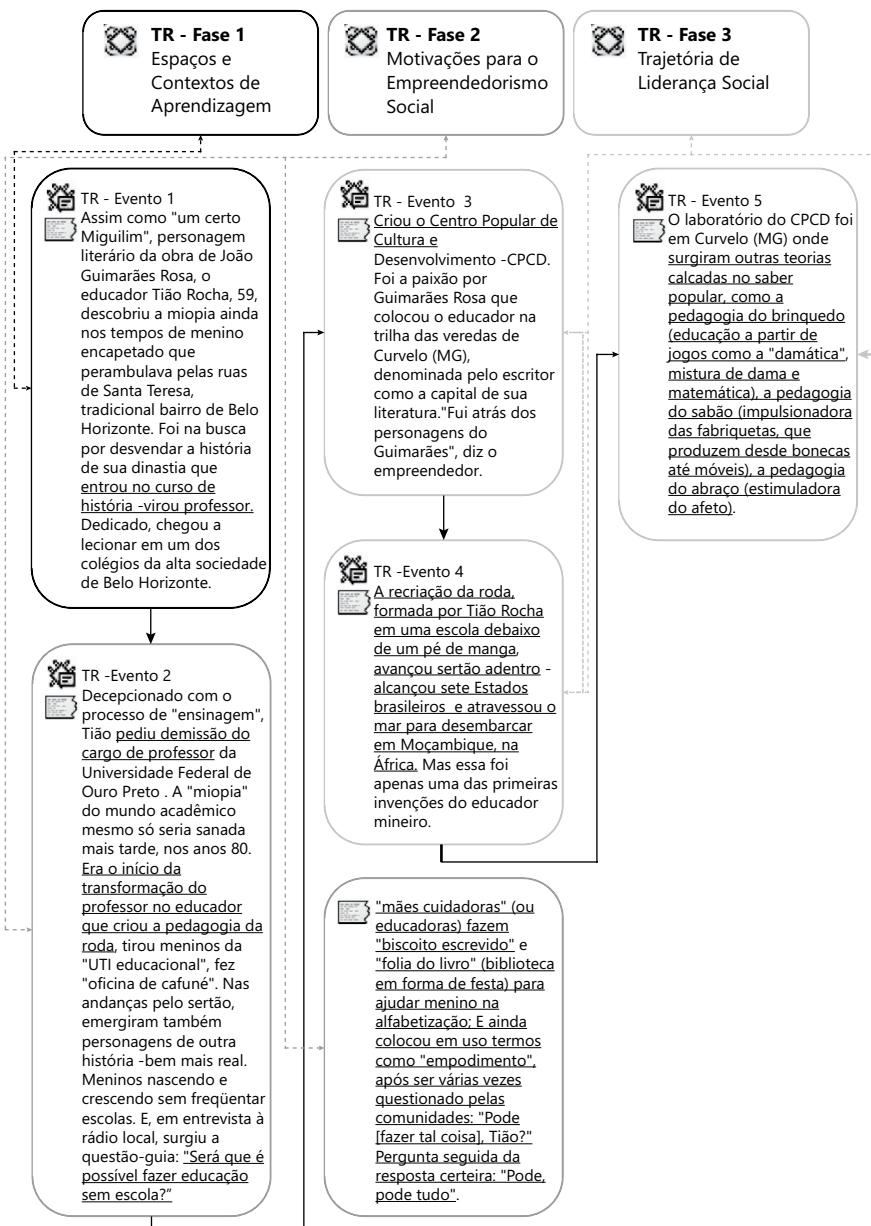 TR - Fase 1
Espaços e
Contextos de
Aprendizagem
TR - Fase 2
Motivações para o
Empreendedorismo
Social
TR - Fase 3
Trajetória de
Liderança Social
TR - Evento 1
Assim como "um certo
Miguilim", personagem
literário da obra de João
Guimarães Rosa, o
educador Tião Rocha, 59,
descobriu a miopia ainda
nos tempos de menino
encapetado que
perambulava pelas ruas
de Santa Teresa,
tradicional bairro de Belo
Horizonte. Foi na busca
por desvendar a história
de sua dinastia que
entrou no curso de
história -virou professor.
Dedicado, chegou a
lecionar em um dos
colégios da alta sociedade
de Belo Horizonte.
TR -Evento 2
Decepcionado com o
processo de "ensinagem",
Tião pediu demissão do
cargo de professor da
Universidade Federal de
Ouro Preto . A "miopia"
do mundo acadêmico
mesmo só seria sanada
mais tarde, nos anos 80.
Era o início da
transformação do
professor no educador
que criou a pedagogia da
roda, tirou meninos da
"UTI educacional", fez
"oficina de cafuné". Nas
andanças pelo sertão,
emergiram também
personagens de outra
história -bem mais real.
Meninos nascendo e
crescendo sem freqüentar
escolas. E, em entrevista à
rádio local, surgiu a
questão-guia: "Será que é
possível fazer educação
sem escola?"
TR - Evento  3
Criou o Centro Popular de
Cultura e
Desenvolvimento -CPCD.
Foi a paixão por
Guimarães Rosa que
colocou o educador na
trilha das veredas de
Curvelo (MG),
denominada pelo escritor
como a capital de sua
literatura."Fui atrás dos
personagens do
Guimarães", diz o
empreendedor.
TR -Evento 4
A recriação da roda,
formada por Tião Rocha
em uma escola debaixo
de um pé de manga,
avançou sertão adentro -
alcançou sete Estados
brasileiros  e atravessou o
mar para desembarcar
em Moçambique, na
África. Mas essa foi
apenas uma das primeiras
invenções do educador
mineiro.
"mães cuidadoras" (ou
educadoras) fazem
"biscoito escrevido" e
"folia do livro" (biblioteca
em forma de festa) para
ajudar menino na
alfabetização; E ainda
colocou em uso termos
como "empodimento",
após ser várias vezes
questionado pelas
comunidades: "Pode
[fazer tal coisa], Tião?"
Pergunta seguida da
resposta certeira: "Pode,
pode tudo".
TR - Evento 5
O laboratório do CPCD foi
em Curvelo (MG) onde
surgiram outras teorias
calcadas no saber
popular, como a
pedagogia do brinquedo
(educação a partir de
jogos como a "damática",
mistura de dama e
matemática), a pedagogia
do sabão (impulsionadora
das fabriquetas, que
produzem desde bonecas
até móveis), a pedagogia
do abraço (estimuladora
do afeto).